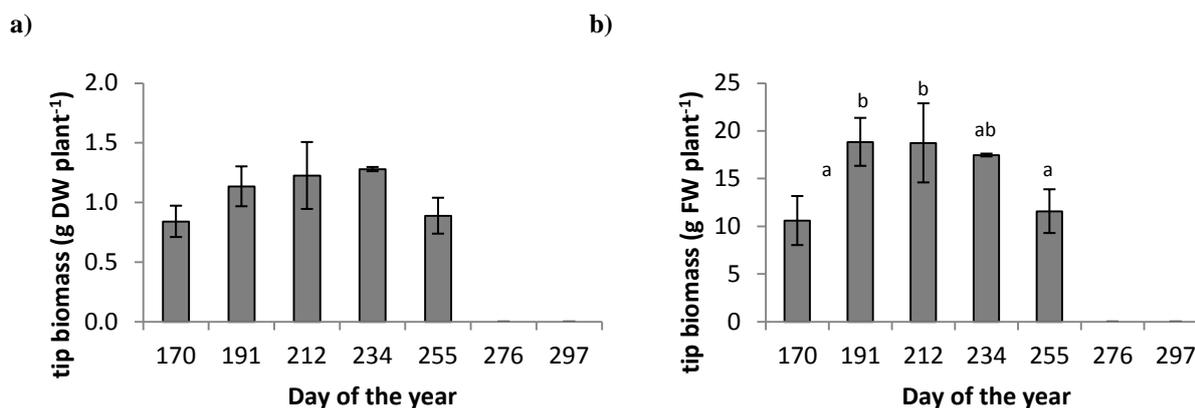 a)
tip biomass (g DW plant-1)
2.0
1.5
1.0
0.5
0.0
170 191 212 234 255 276 297
Day of the year
b)
tip biomass (g FW plant-1)
25
20
15
10
5
0
a b b ab a
170 191 212 234 255 276 297
Day of the year